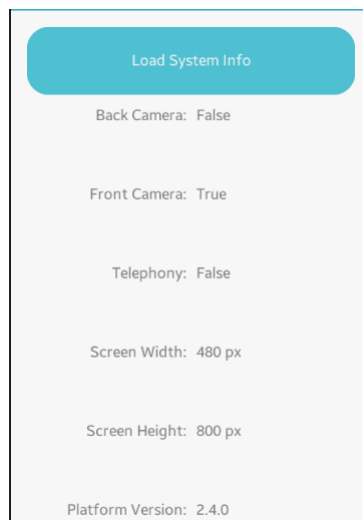 Load System Info
Back Camera: False
Front Camera: True
Telephony: False
Screen Width: 480 px
Screen Height: 800 px
Platform Version: 2.4.0